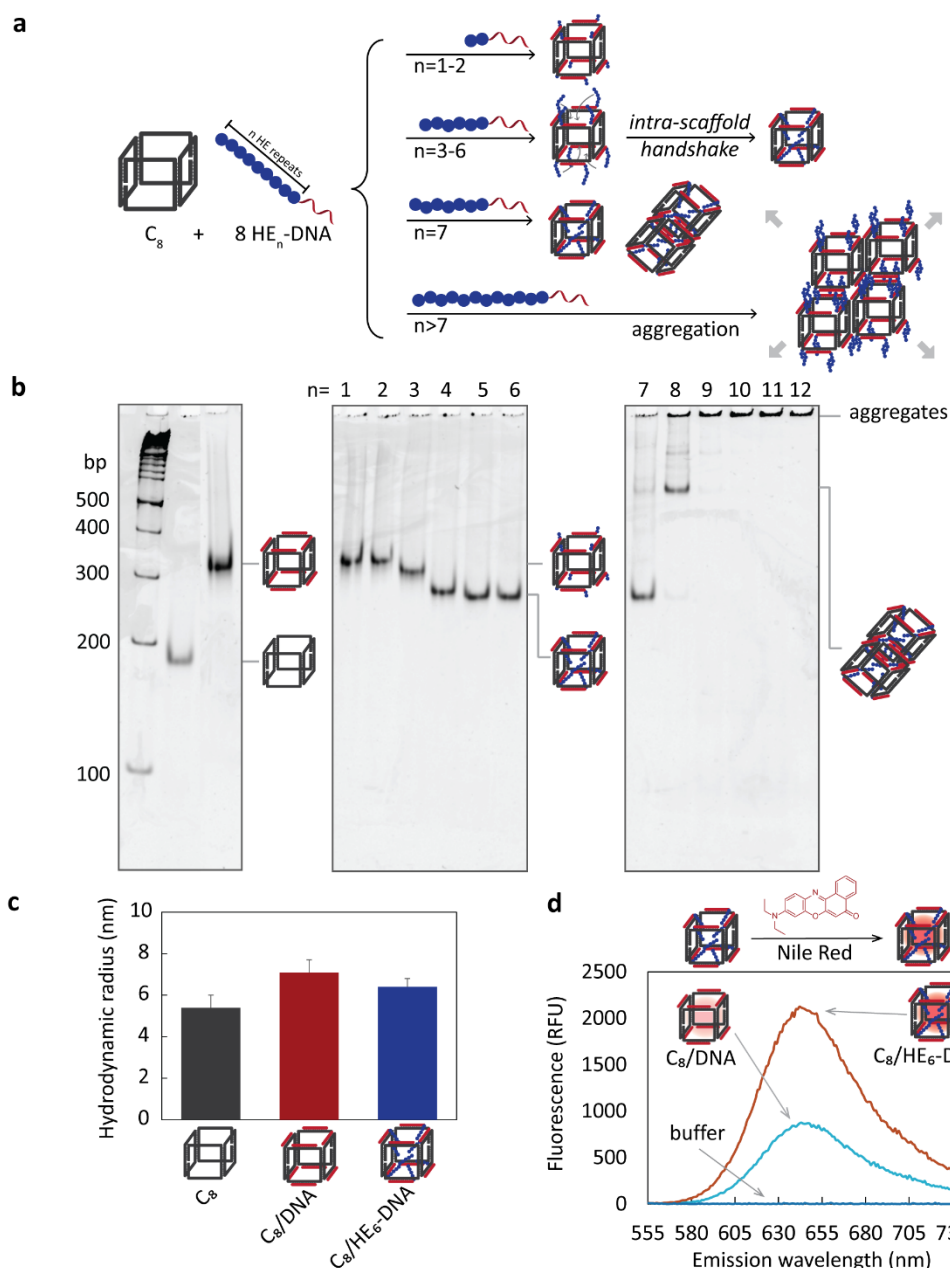 a
n HE repeats
C₈ + 8 HEₙ-DNA
n=1-2
n=3-6
intra-scaffold
handshake
n=7
n>7
aggregation
b
bp
500
400
300
200
100
n= 1 2 3 4 5 6
7 8 9 10 11 12
aggregates
c
Hydrodynamic radius (nm)
10
8
6
4
2
0
C₈
C₈/DNA
C₈/HE₆-DNA
d
N
N
O
O
Nile Red
Fluorescence (RFU)
2500
2000
1500
1000
500
0
C₈/DNA
C₈/HE₆-D
buffer
555 580 605 630 655 680 705 73
Emission wavelength (nm)